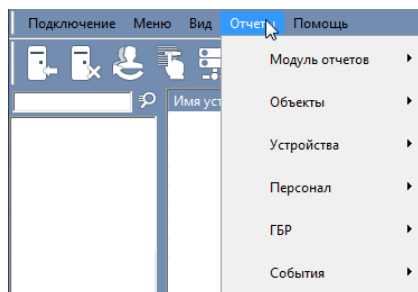 Подключение Меню Вид Отчеты Помощь
Модуль отчетов
Имя уст
Объекты
Устройства
Персонал
ГБР
События